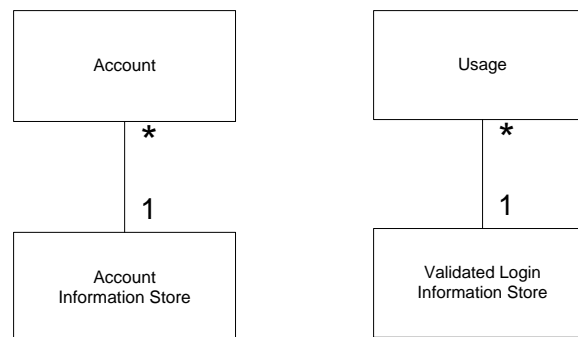 Account
Usage
*
*
1
1
Account
Information Store
Validated Login
Information Store